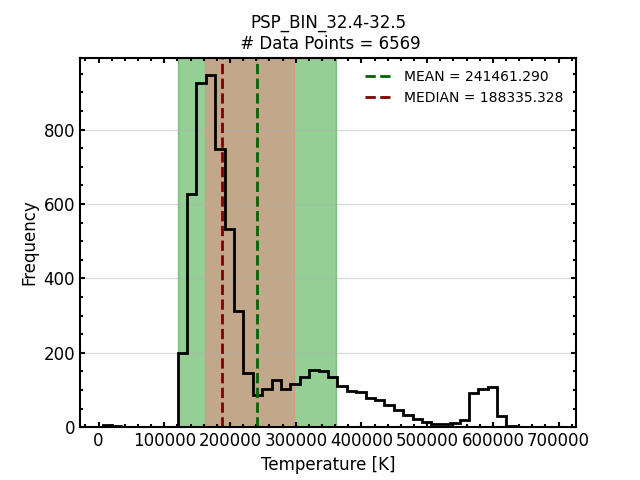 PSP_BIN_32.4-32.5
# Data Points = 6569
MEAN = 241461.290
MEDIAN = 188335.328
Frequency
800
600
400
200
0
0 100000 200000 300000 400000 500000 600000 700000
Temperature [K]